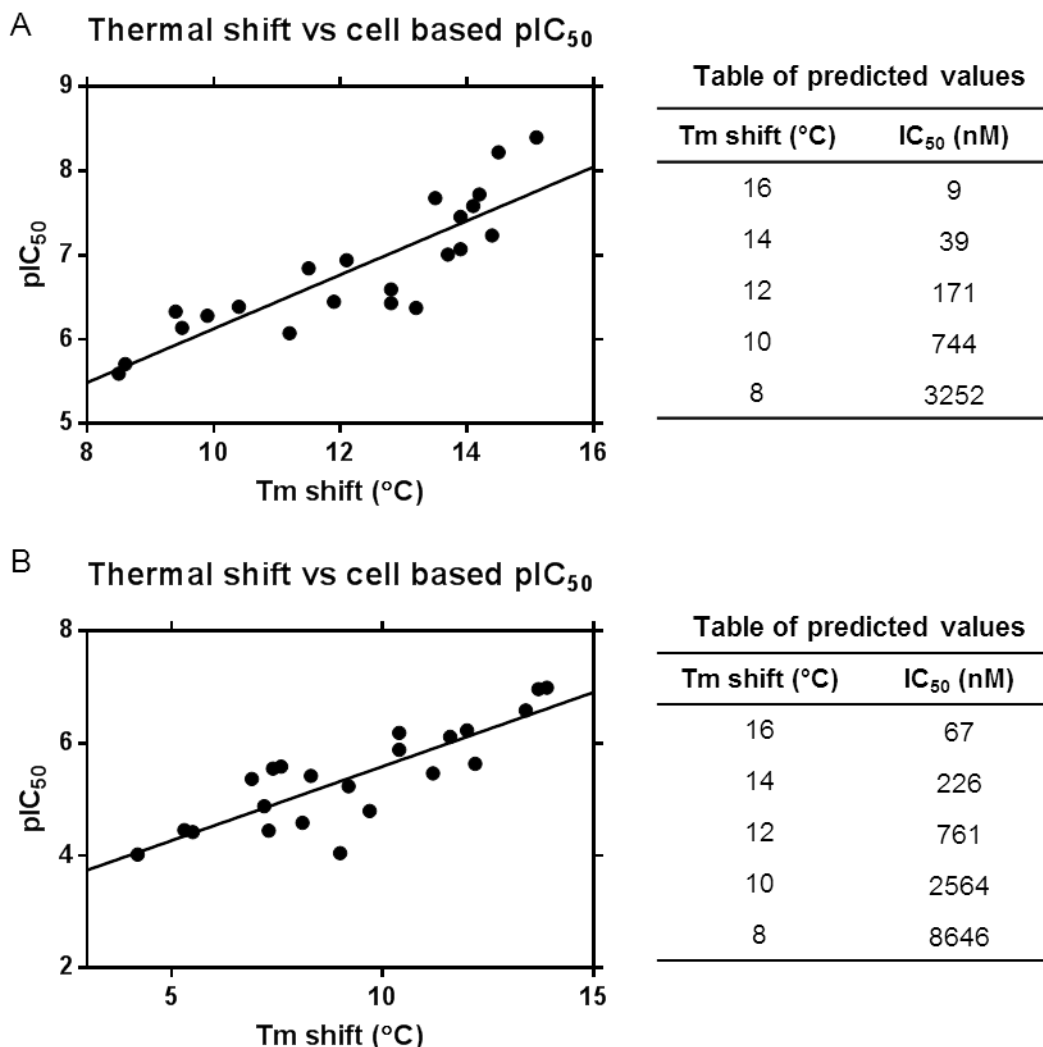 A
Thermal shift vs cell based pIC50
9
8
7
6
5
pIC50
8 10 12 14 16
Tm shift (°C)
Table of predicted values
Tm shift (°C) IC50 (nM)
16 9
14 39
12 171
10 744
8 3252
B
Thermal shift vs cell based pIC50
8
6
4
2
pIC50
5 10 15
Tm shift (°C)
Table of predicted values
Tm shift (°C) IC50 (nM)
16 67
14 226
12 761
10 2564
8 8646